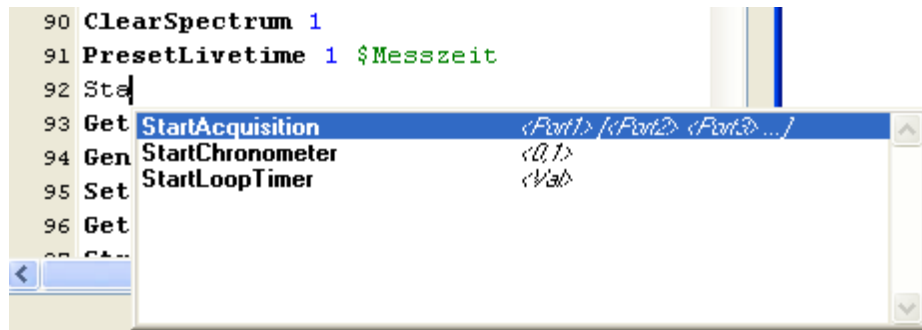 90 ClearSpectrum 1
91 PresetLivetime 1 $Messzeit
92 Sta
93 Get
StartAcquisition <Port1> [<Port2> <Port3> ...]
94 Gen
StartChronometer <0,1>
95 Set
StartLoopTimer <Val>
96 Get